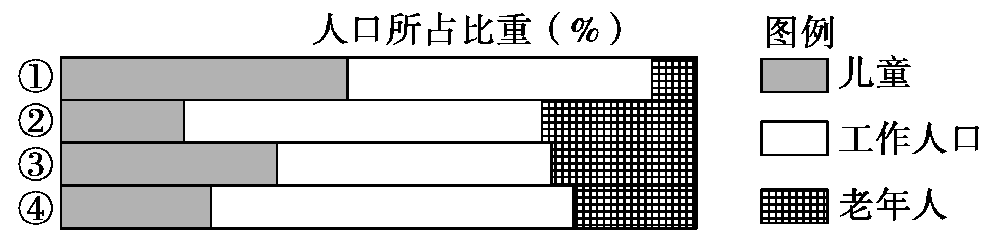 人口所占比重(%)
图例
①
②
③
④
儿童
工作人口
老年人